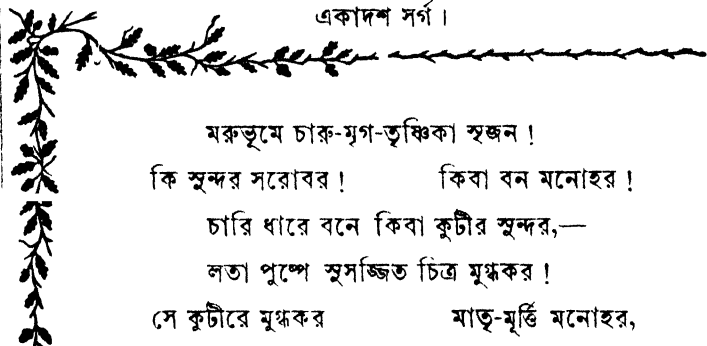 একাদশ সর্গ।
মরুভূমে চারু-মৃগ-তৃষ্ণিকা সৃজন!
কি সুন্দর সরোবর! কিবা বন মনোহর!
চারি ধারে বনে কিবা কুটীর সুন্দর,—
লতা পুষ্পে সুসজ্জিত চিত্র মুগ্ধকর!
সে কুটীরে মুগ্ধকর মাতৃ-মূর্ত্তি মনোহর,